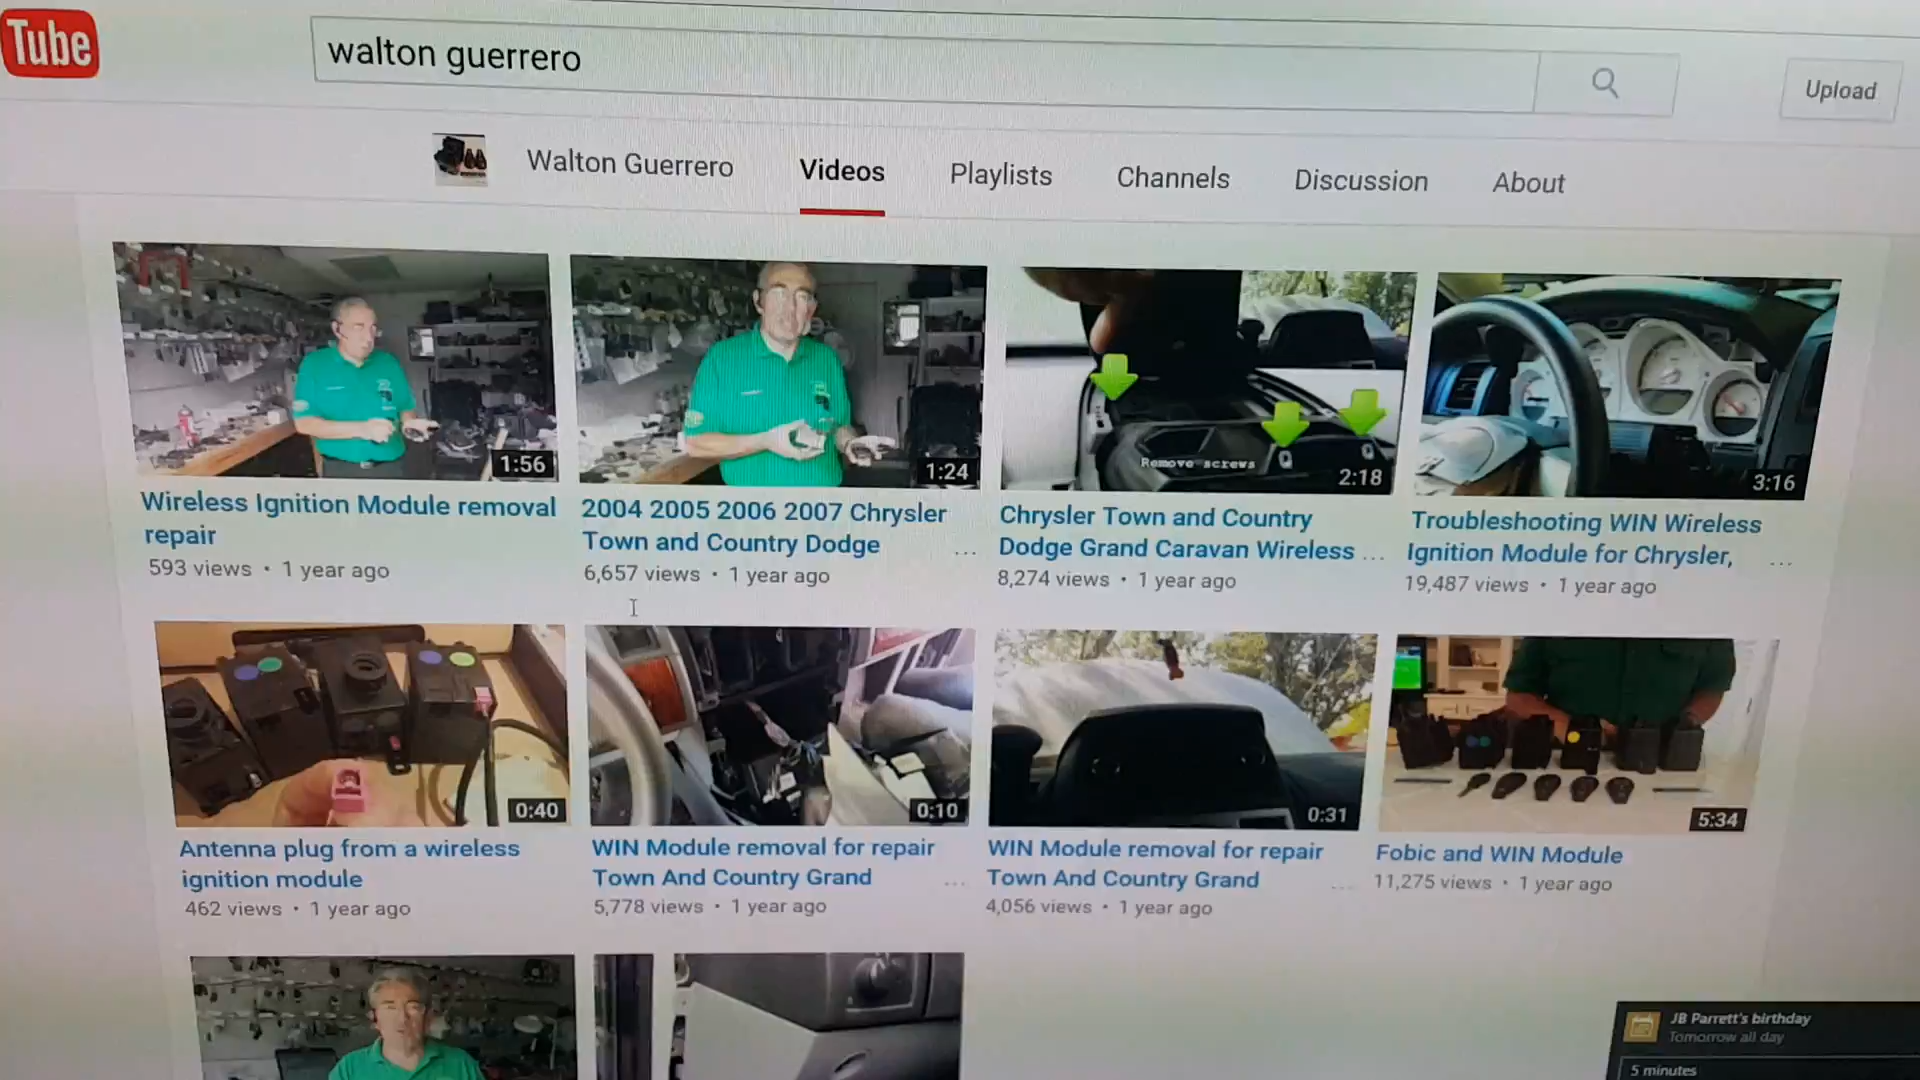 Tube
walton guerrero
Upload
Walton Guerrero
Videos
Playlists
Channels
Discussion
About
1:56
1:24
Remove screws
2:18
3:16
Wireless Ignition Module removal
repair
593 views • 1 year ago
2004 2005 2006 2007 Chrysler
Town and Country Dodge
...
6,657 views • 1 year ago
Chrysler Town and Country
Dodge Grand Caravan Wireless ...
8,274 views • 1 year ago
Troubleshooting WIN Wireless
Ignition Module for Chrysler,
...
19,487 views • 1 year ago
0:40
0:10
0:31
5:34
Antenna plug from a wireless
ignition module
462 views • 1 year ago
WIN Module removal for repair
Town And Country Grand
...
5,778 views • 1 year ago
WIN Module removal for repair
Town And Country Grand
...
4,056 views • 1 year ago
Fobic and WIN Module
11,275 views • 1 year ago
JB Parrett's birthday
Tomorrow all day
5 minutes